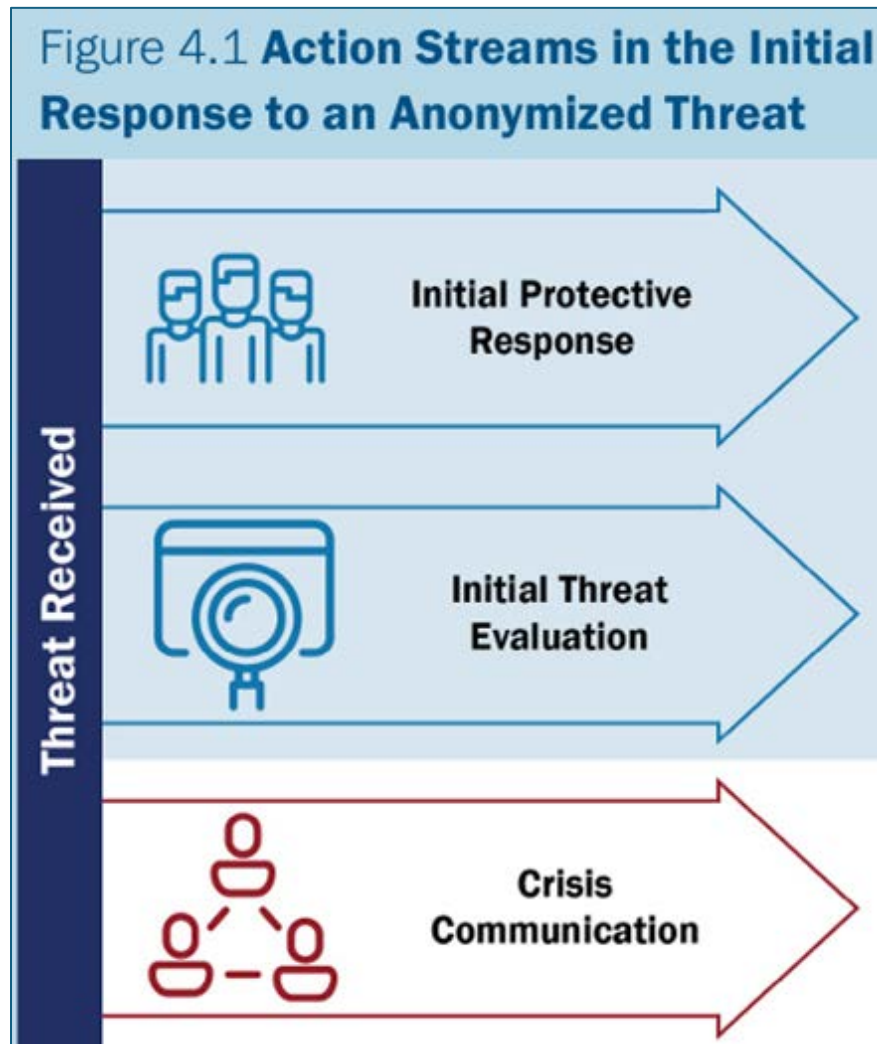 Figure 4.1 Action Streams in the Initial
Response to an Anonymized Threat
Threat Received
Initial Protective
Response
Initial Threat
Evaluation
Crisis
Communication